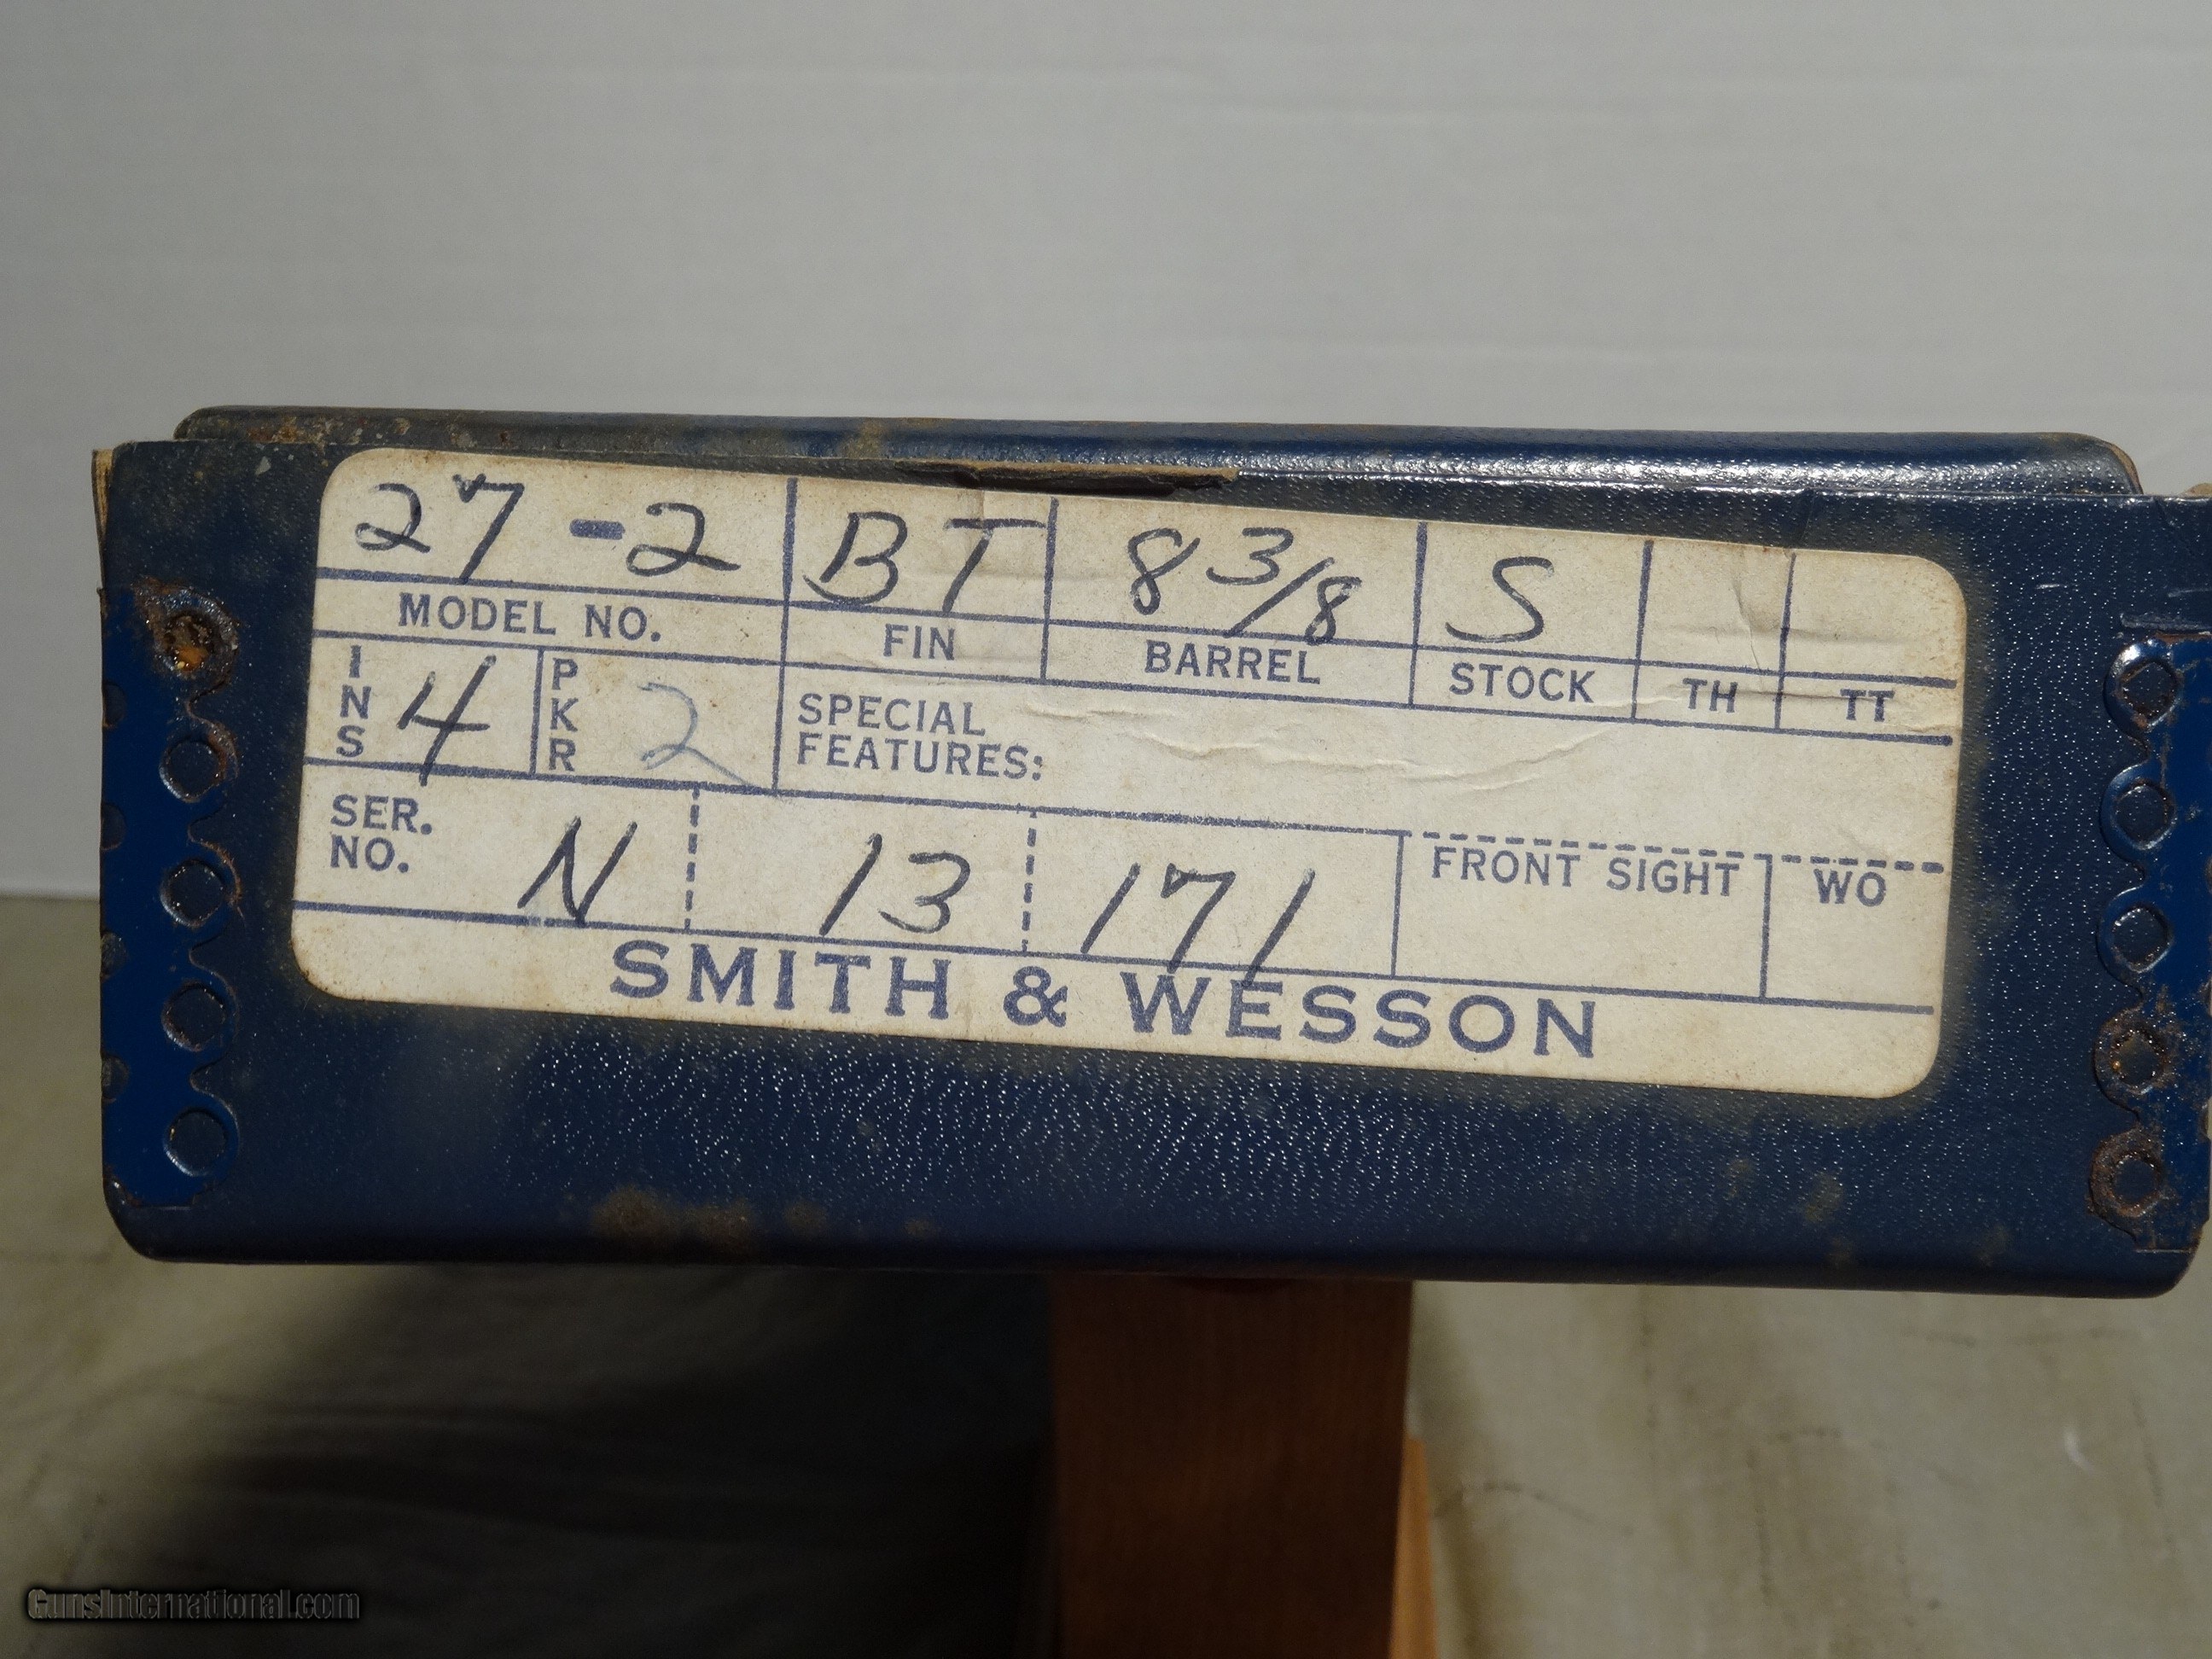 27-2 BT 8 3/8 S
MODEL NO. FIN BARREL STOCK TH TT
INS 4 PKR 2 SPECIAL
FEATURES:
SER.
NO. N 13 171 FRONT SIGHT WO
SMITH & WESSON
GunsInternational.com